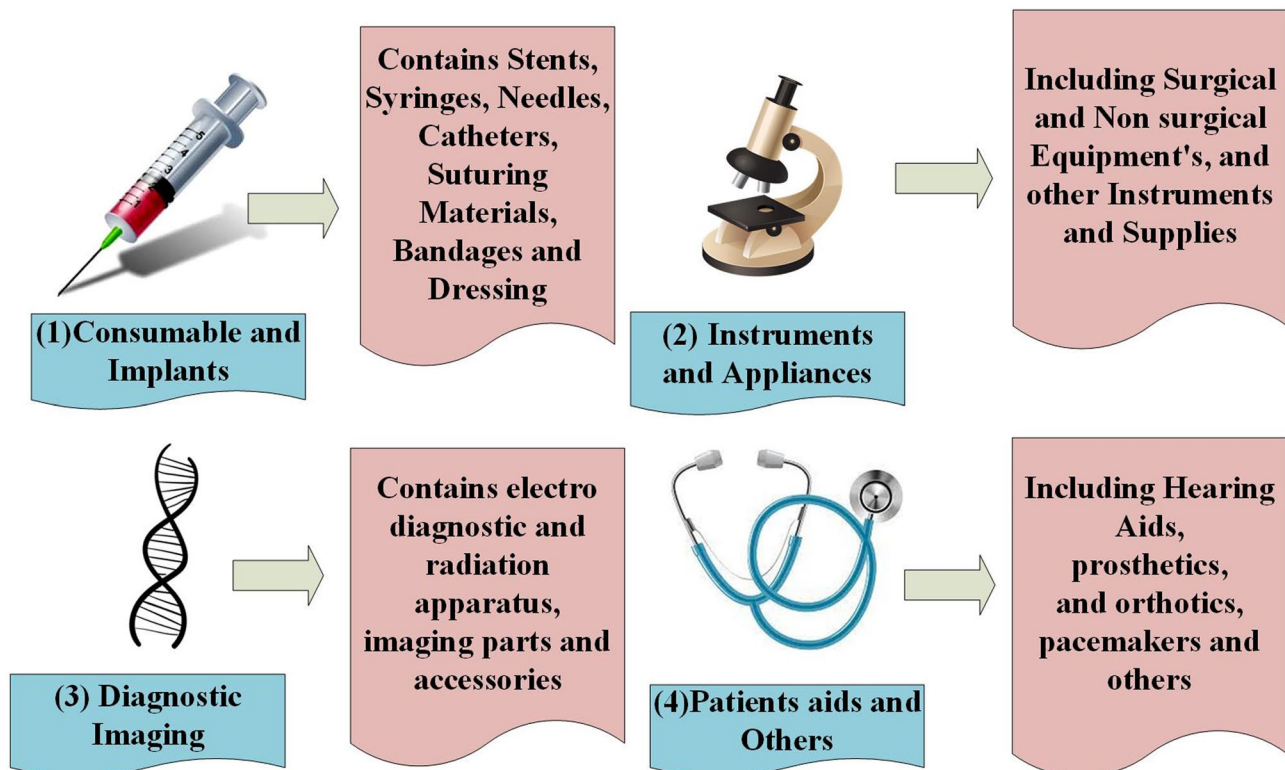 Contains Stents,
Syringes, Needles,
Catheters,
Suturing
Materials,
Bandages and
Dressing
(1)Consumable and
Implants
Including Surgical
and Non surgical
Equipment's, and
other Instruments
and Supplies
(2) Instruments
and Appliances
Contains electro
diagnostic and
radiation
apparatus,
imaging parts and
accessories
(3) Diagnostic
Imaging
Including Hearing
Aids,
prosthetics,
and orthotics,
pacemakers and
others
(4)Patients aids and
Others